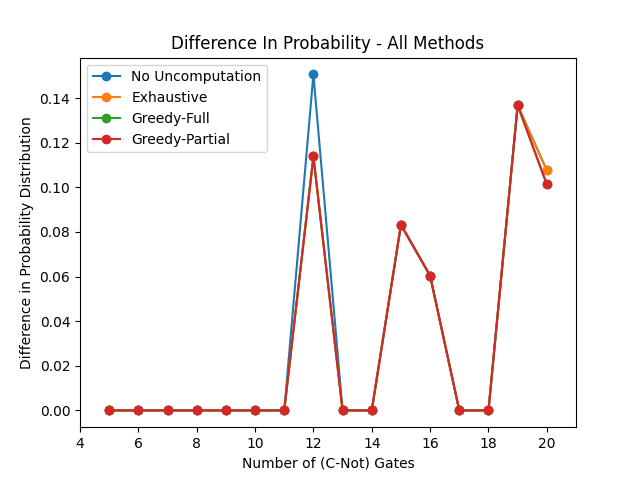 Difference In Probability - All Methods
No Uncomputation
Exhaustive
Greedy-Full
Greedy-Partial
Difference in Probability Distribution
0.14
0.12
0.10
0.08
0.06
0.04
0.02
0.00
4 6 8 10 12 14 16 18 20
Number of (C-Not) Gates